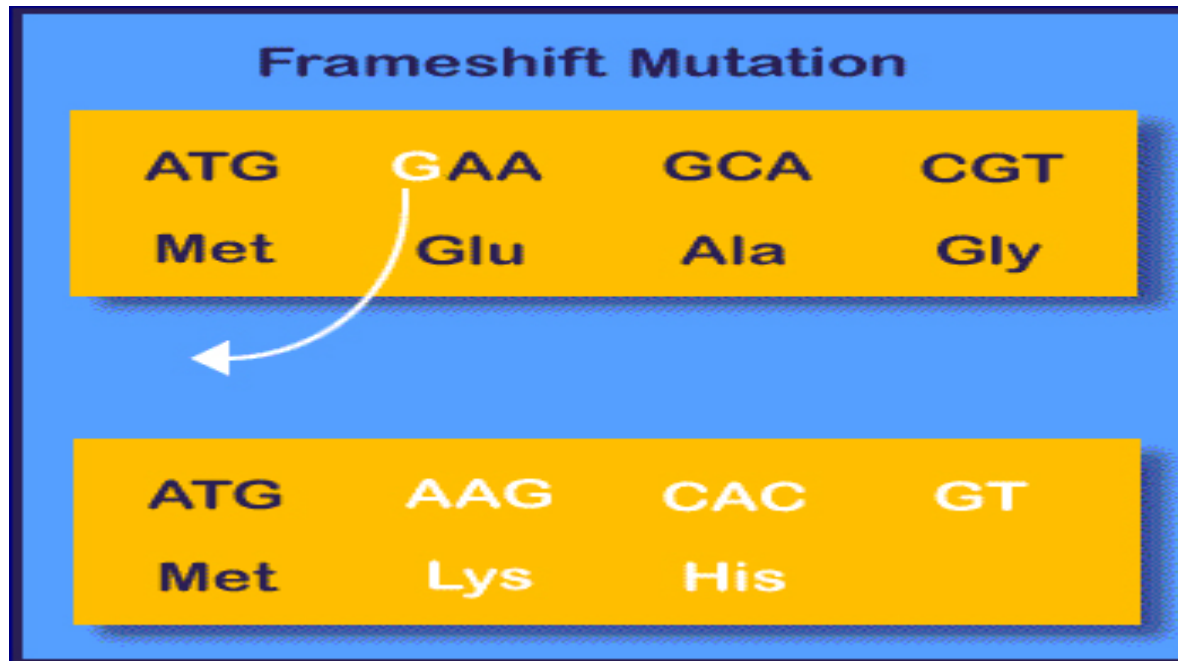 Frameshift Mutation
ATG GAA GCA CGT
Met Glu Ala Gly
ATG AAG CAC GT
Met Lys His